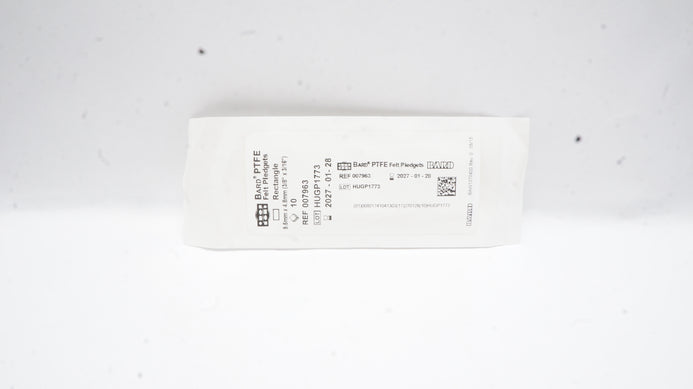 BARD® PTFE
Felt Pledgets
Rectangle
9.5mm x 4.8mm (3/8" x 3/16")
10
REF 007963
LOT HUGP1773
2027 - 01 - 28
BARD® PTFE Felt Pledgets BARD
REF 007963 2027 - 01 - 28
LOT HUGP1773
BARD